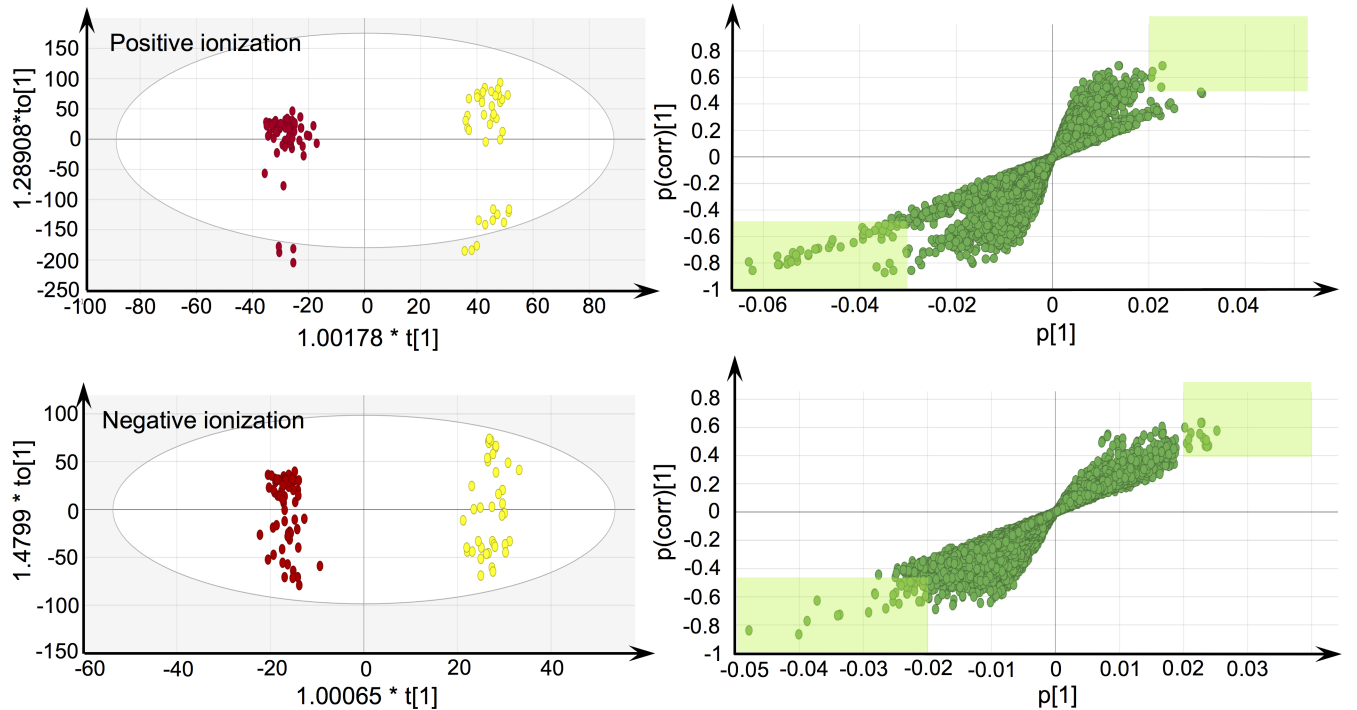 Positive ionization
1.28908*to[1]
150
100
50
0
-50
-100
-150
-200
-250
-100 -80 -60 -40 -20 0 20 40 60 80
1.00178 * t[1]
p(corr)[1]
0.8
0.6
0.4
0.2
0
-0.2
-0.4
-0.6
-0.8
-1
-0.06 -0.04 -0.02 0 0.02 0.04
p[1]
Negative ionization
1.4799 * to[1]
100
50
0
-50
-100
-150
-60 -40 -20 0 20 40
1.00065 * t[1]
p(corr)[1]
0.8
0.6
0.4
0.2
0
-0.2
-0.4
-0.6
-0.8
-1
-0.05 -0.04 -0.03 -0.02 -0.01 0 0.01 0.02 0.03
p[1]